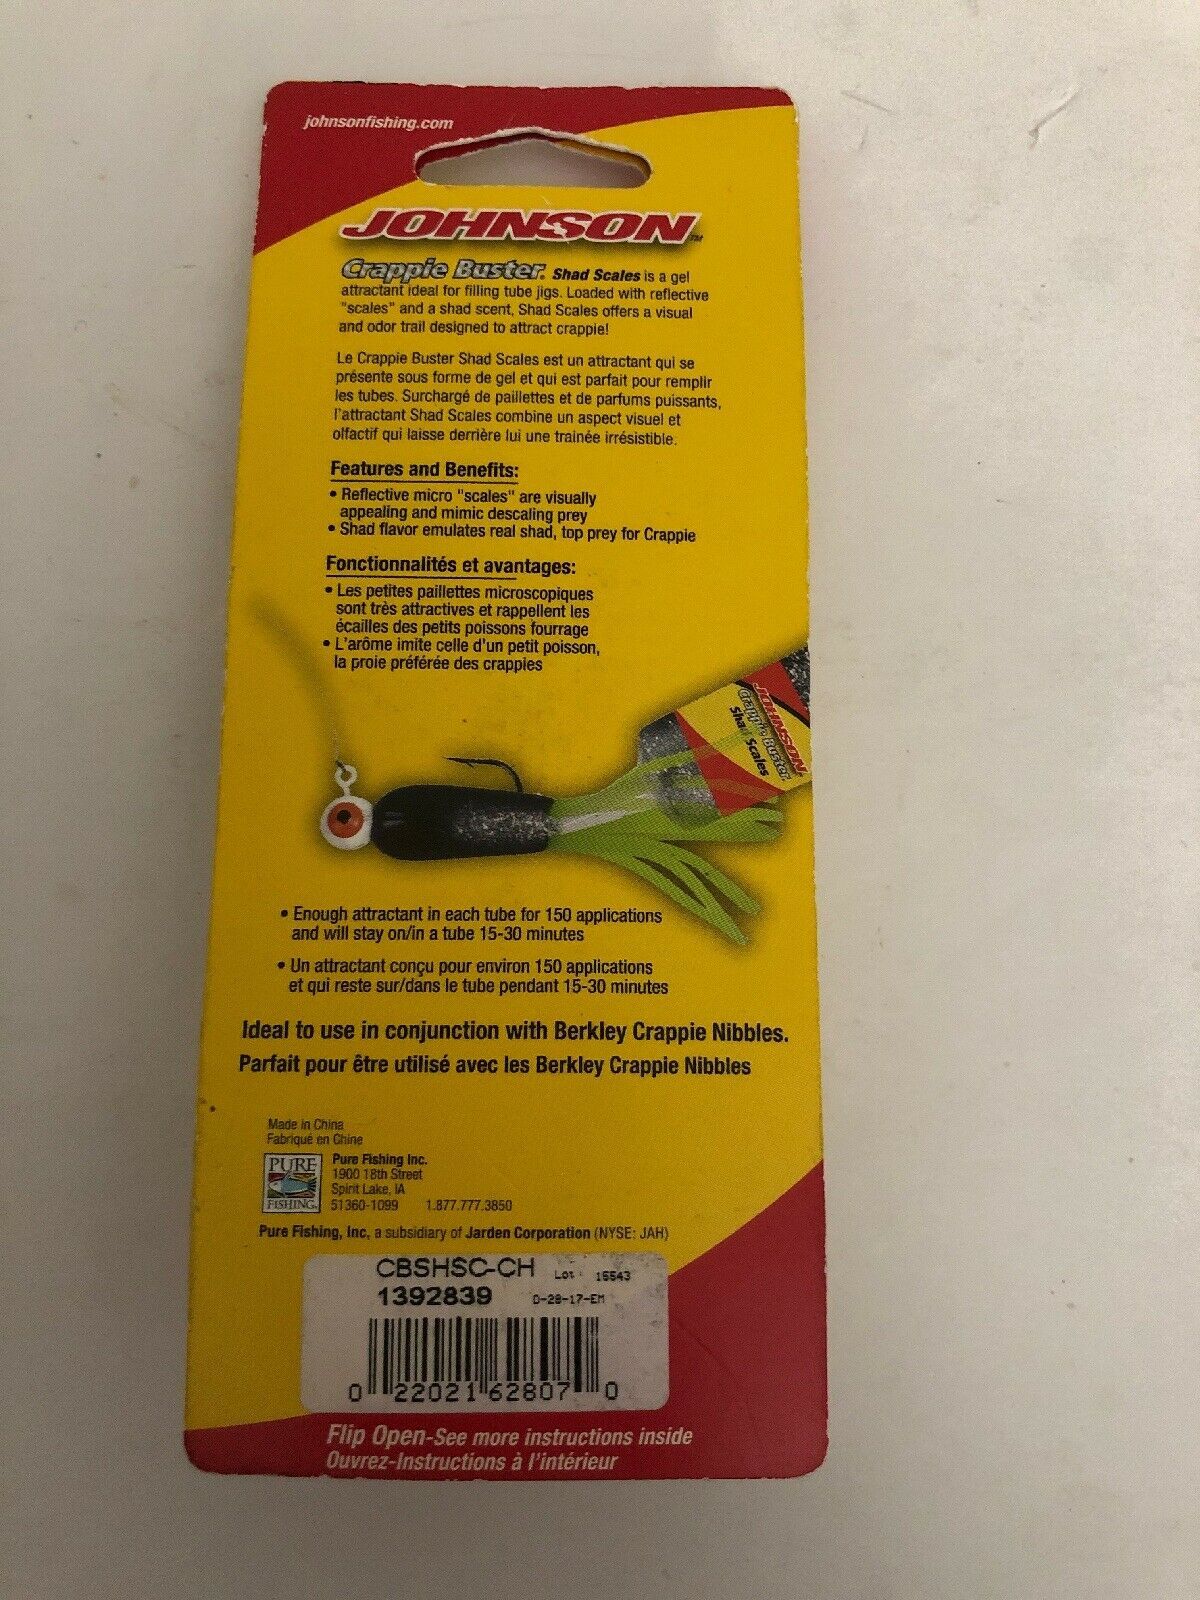 johnsonfishing.com
JOHNSON™
Crappie Buster. Shad Scales is a gel
attractant ideal for filling tube jigs. Loaded with reflective
"scales" and a shad scent, Shad Scales offers a visual
and odor trail designed to attract crappie!
Le Crappie Buster Shad Scales est un attractant qui se
présente sous forme de gel et qui est parfait pour remplir
les tubes. Surchargé de paillettes et de parfums puissants,
l'attractant Shad Scales combine un aspect visuel et
olfactif qui laisse derrière lui une trainée irrésistible.
Features and Benefits:
• Reflective micro "scales" are visually
appealing and mimic descaling prey
• Shad flavor emulates real shad, top prey for Crappie
Fonctionnalités et avantages:
• Les petites paillettes microscopiques
sont très attractives et rappellent les
écailles des petits poissons fourrage
• L'arôme imite celle d'un petit poisson,
la proie préférée des crappies
JOHNSON
Crappie Buster
Shad Scales
• Enough attractant in each tube for 150 applications
and will stay on/in a tube 15-30 minutes
• Un attractant conçu pour environ 150 applications
et qui reste sur/dans le tube pendant 15-30 minutes
Ideal to use in conjunction with Berkley Crappie Nibbles.
Parfait pour être utilisé avec les Berkley Crappie Nibbles
Made in China
Fabriqué en Chine
PURE
FISHING
Pure Fishing Inc.
1900 18th Street
Spirit Lake, IA
51360-1099 1.877.777.3850
Pure Fishing, Inc, a subsidiary of Jarden Corporation (NYSE: JAH)
CBSHSC-CH Lot: 15543
1392839 D-28-17-EM
0 22021 62807 0
Flip Open-See more instructions inside
Ouvrez-Instructions à l'intérieur